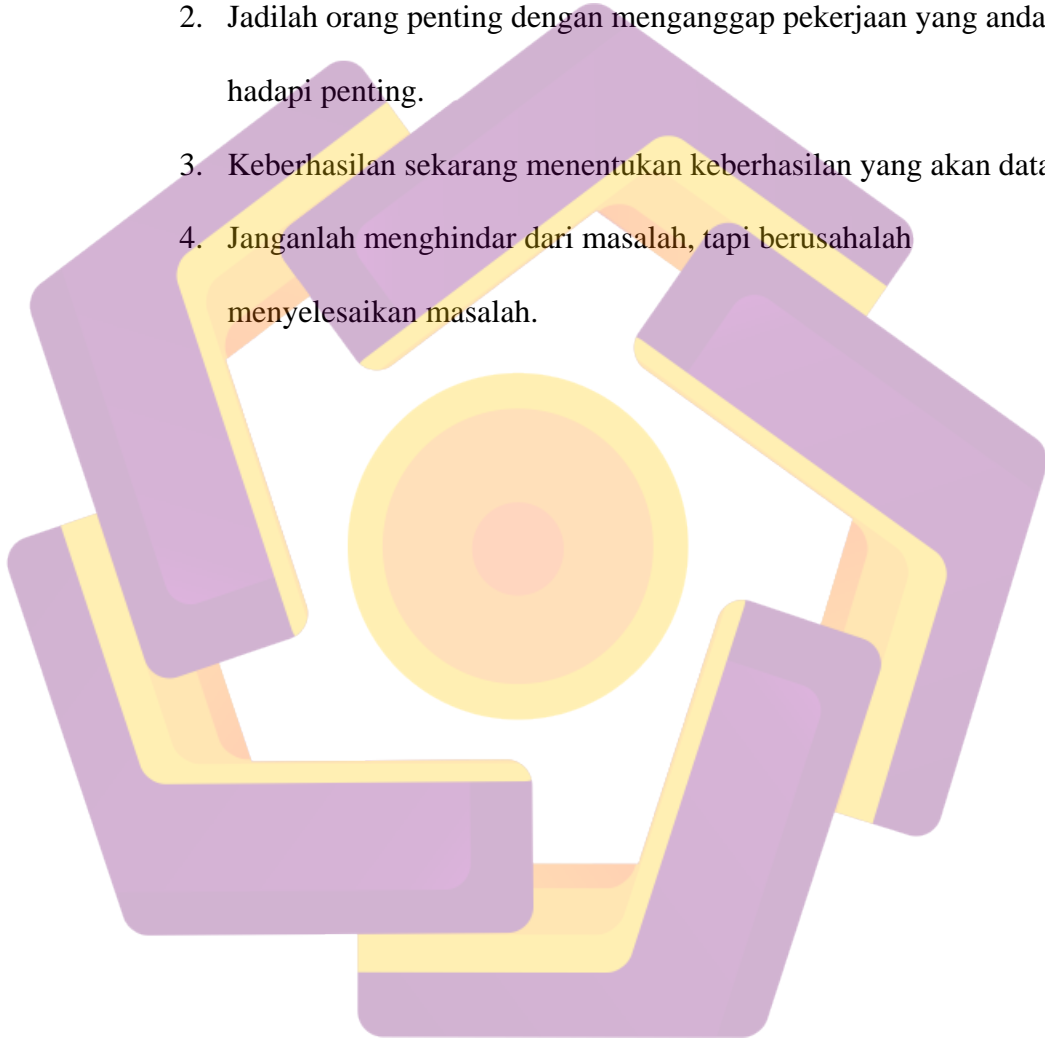 2. Jadilah orang penting dengan menganggap pekerjaan yang anda
hadapi penting.
3. Keberhasilan sekarang menentukan keberhasilan yang akan data
4. Janganlah menghindar dari masalah, tapi berusahalah
menyelesaikan masalah.